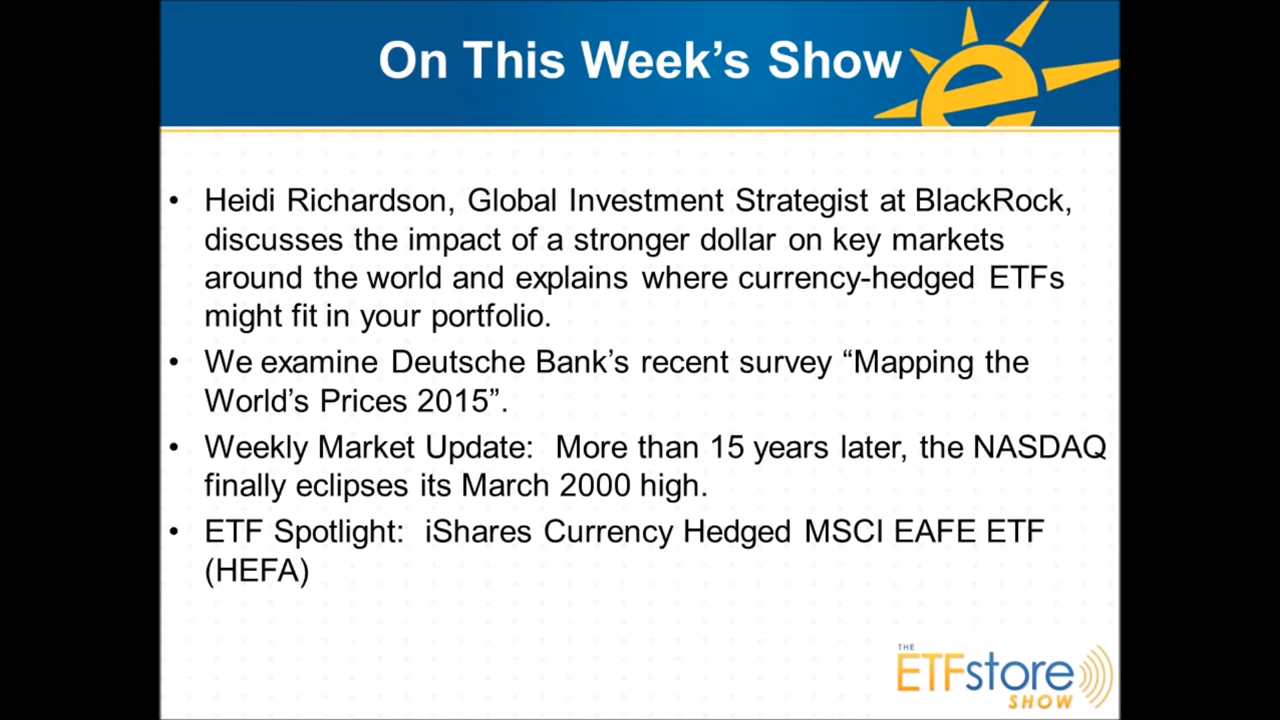 On This Week’s Show
• Heidi Richardson, Global Investment Strategist at BlackRock,
discusses the impact of a stronger dollar on key markets
around the world and explains where currency-hedged ETFs
might fit in your portfolio.
• We examine Deutsche Bank’s recent survey “Mapping the
World’s Prices 2015”.
• Weekly Market Update:  More than 15 years later, the NASDAQ
finally eclipses its March 2000 high.
• ETF Spotlight:  iShares Currency Hedged MSCI EAFE ETF
(HEFA)
THE
ETFstore
SHOW